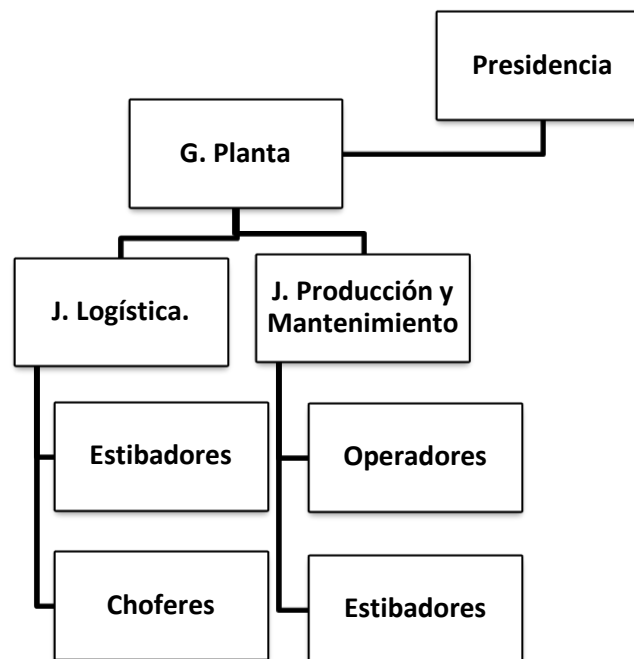 Presidencia
G. Planta
J. Logística.
J. Producción y
Mantenimiento
Estibadores
Operadores
Choferes
Estibadores